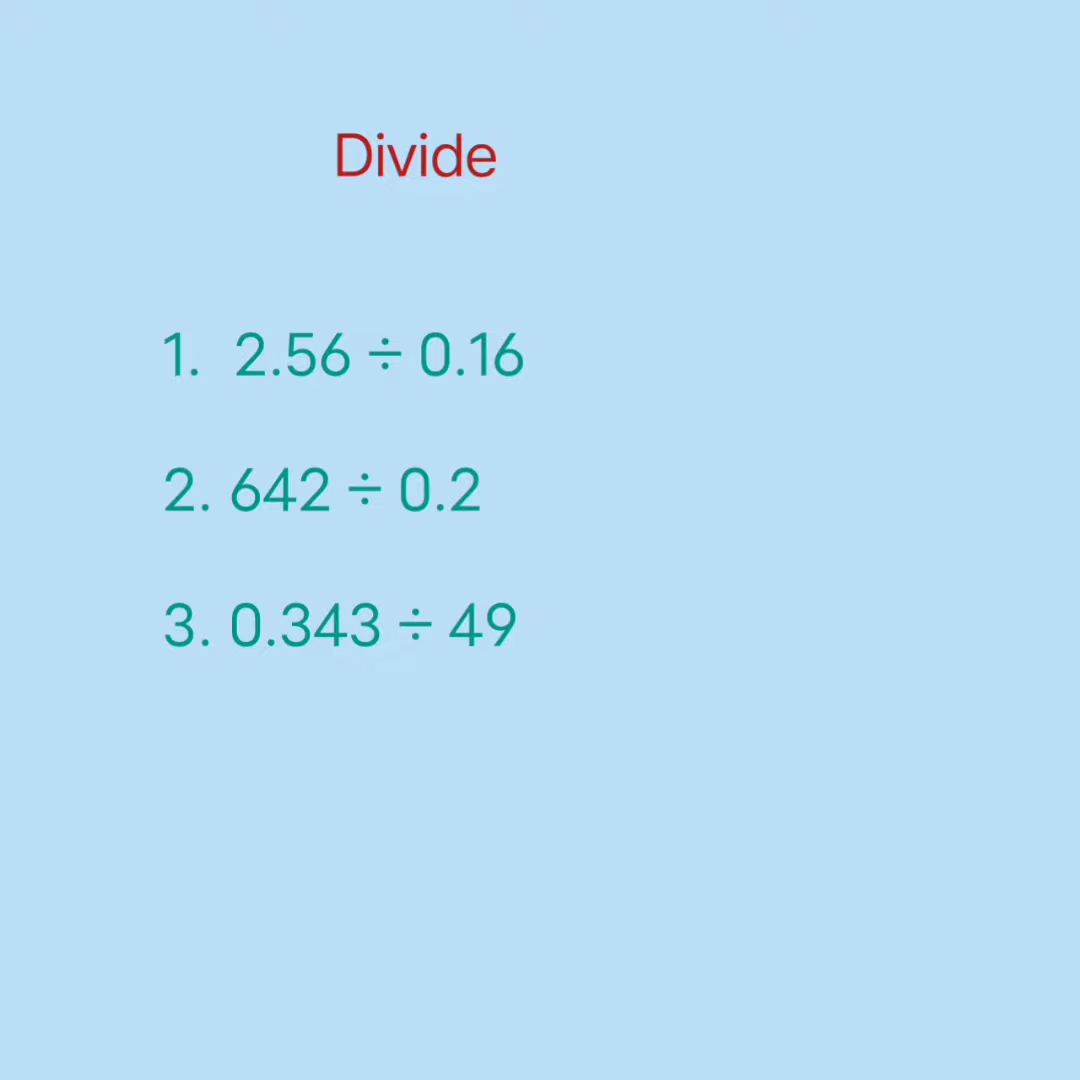 Divide
1. 2.56 ÷ 0.16
2. 642 ÷ 0.2
3. 0.343 ÷ 49